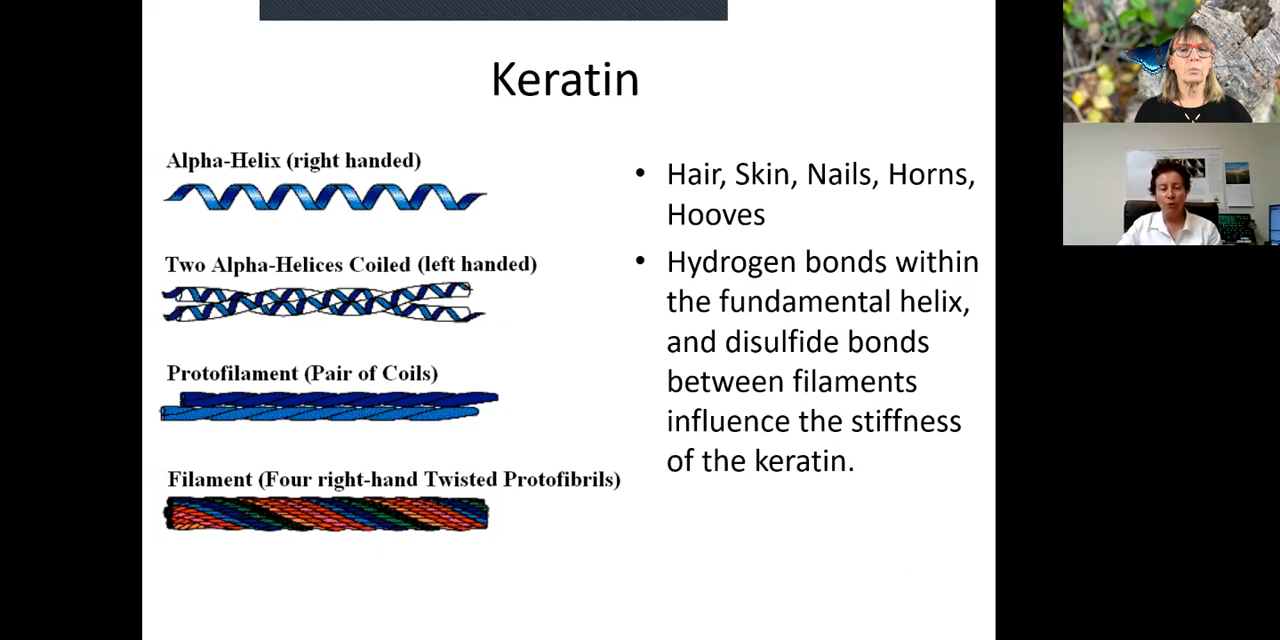 Keratin
Alpha-Helix (right handed)
Two Alpha-Helices Coiled (left handed)
Protofilament (Pair of Coils)
Filament (Four right-hand Twisted Protofibrils)
• Hair, Skin, Nails, Horns,
Hooves
• Hydrogen bonds within
the fundamental helix,
and disulfide bonds
between filaments
influence the stiffness
of the keratin.